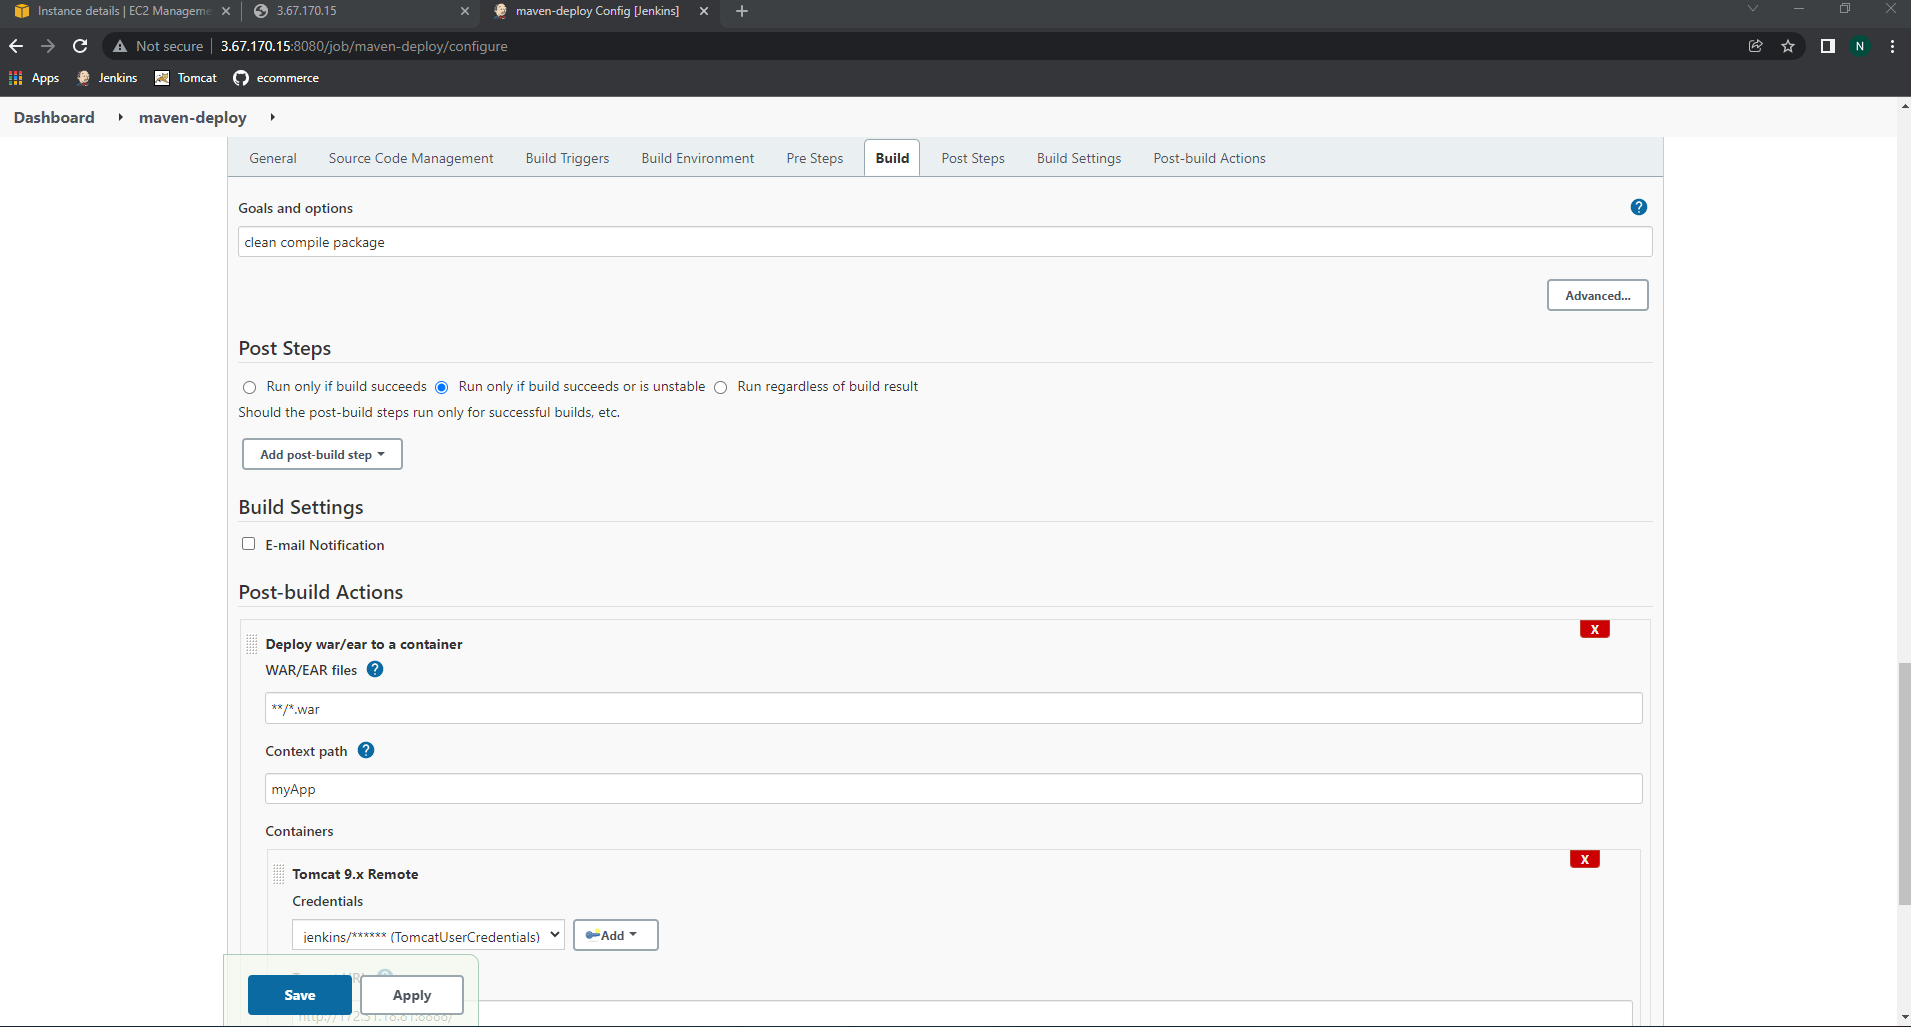 Instance details | EC2 Manageme
3.67.170.15
maven-deploy Config [Jenkins]
Not secure
3.67.170.15:8080/job/maven-deploy/configure
N
Apps
Jenkins
Tomcat
ecommerce
Dashboard
maven-deploy
General
Source Code Management
Build Triggers
Build Environment
Pre Steps
Build
Post Steps
Build Settings
Post-build Actions
Goals and options
?
clean compile package
Advanced...
Post Steps
Run only if build succeeds
Run only if build succeeds or is unstable
Run regardless of build result
Should the post-build steps run only for successful builds, etc.
Add post-build step
Build Settings
E-mail Notification
Post-build Actions
X
Deploy war/ear to a container
WAR/EAR files
?
**/*.war
Context path
?
myApp
Containers
X
Tomcat 9.x Remote
Credentials
jenkins/****** (TomcatUserCredentials)
Add
Save
Apply